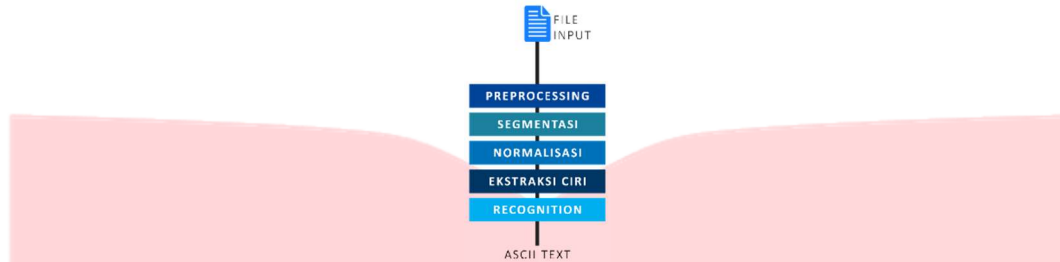 FILE
INPUT
PREPROCESSING
SEGMENTASI
NORMALISASI
EKSTRAKSI CIRI
RECOGNITION
ASCII TEXT